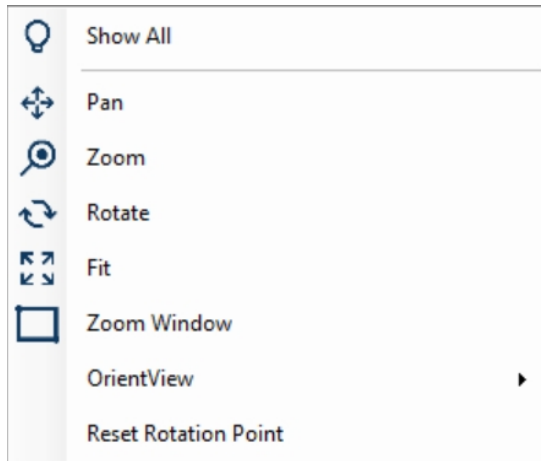 Show All
Pan
Zoom
Rotate
Fit
Zoom Window
OrientView
Reset Rotation Point